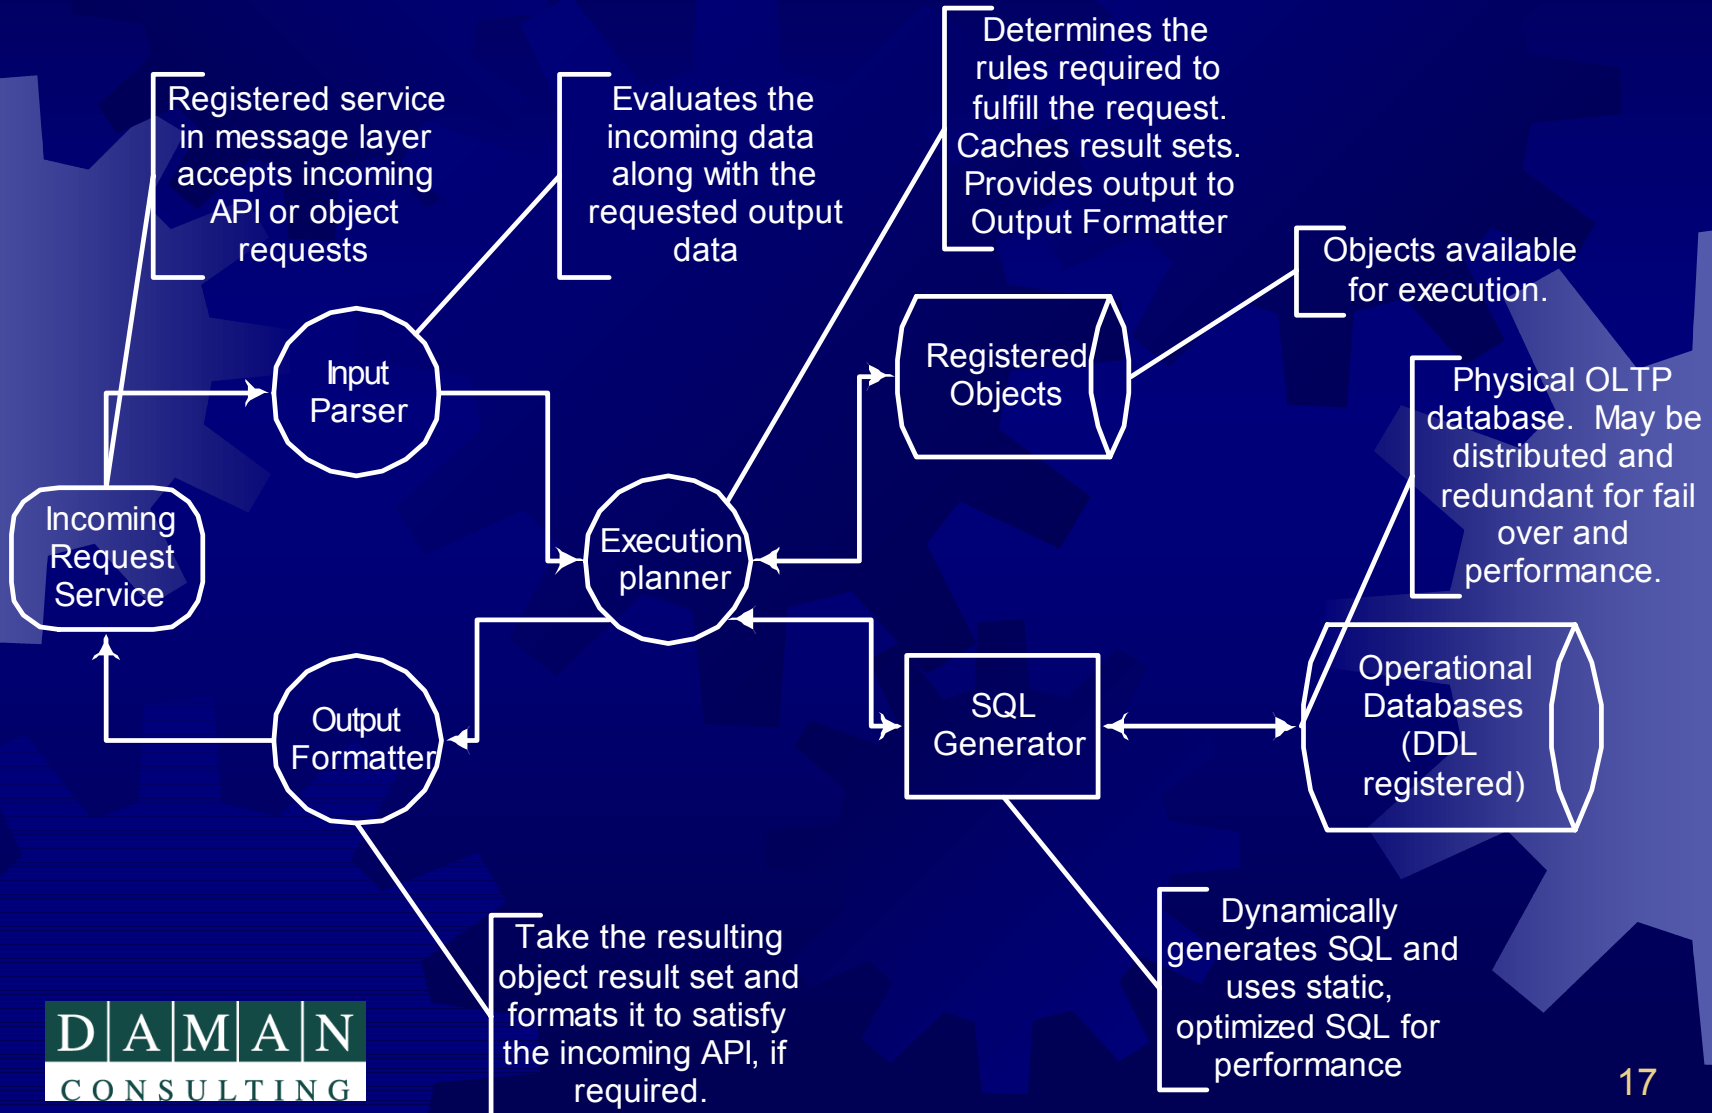 Registered service
in message layer
accepts incoming
API or object
requests
Evaluates the
incoming data
along with the
requested output
data
Determines the
rules required to
fulfill the request.
Caches result sets.
Provides output to
Output Formatter
Objects available
for execution.
Physical OLTP
database.  May be
distributed and
redundant for fail
over and
performance.
Input
Parser
Registered
Objects
Incoming
Request
Service
Execution
planner
Output
Formatter
SQL
Generator
Operational
Databases
(DDL
registered)
Take the resulting
object result set and
formats it to satisfy
the incoming API, if
required.
Dynamically
generates SQL and
uses static,
optimized SQL for
performance
DAMAN
CONSULTING
17